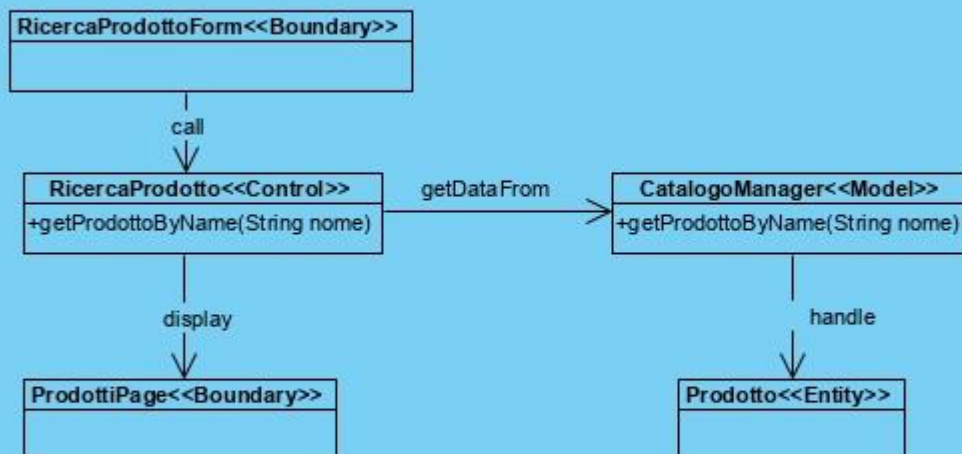 RicercaProdottoForm<<Boundary>>
call
RicercaProdotto<<Control>>
+getProdottoByName(String nome)
getDataFrom
CatalogoManager<<Model>>
+getProdottoByName(String nome)
display
handle
ProdottiPage<<Boundary>>
Prodotto<<Entity>>